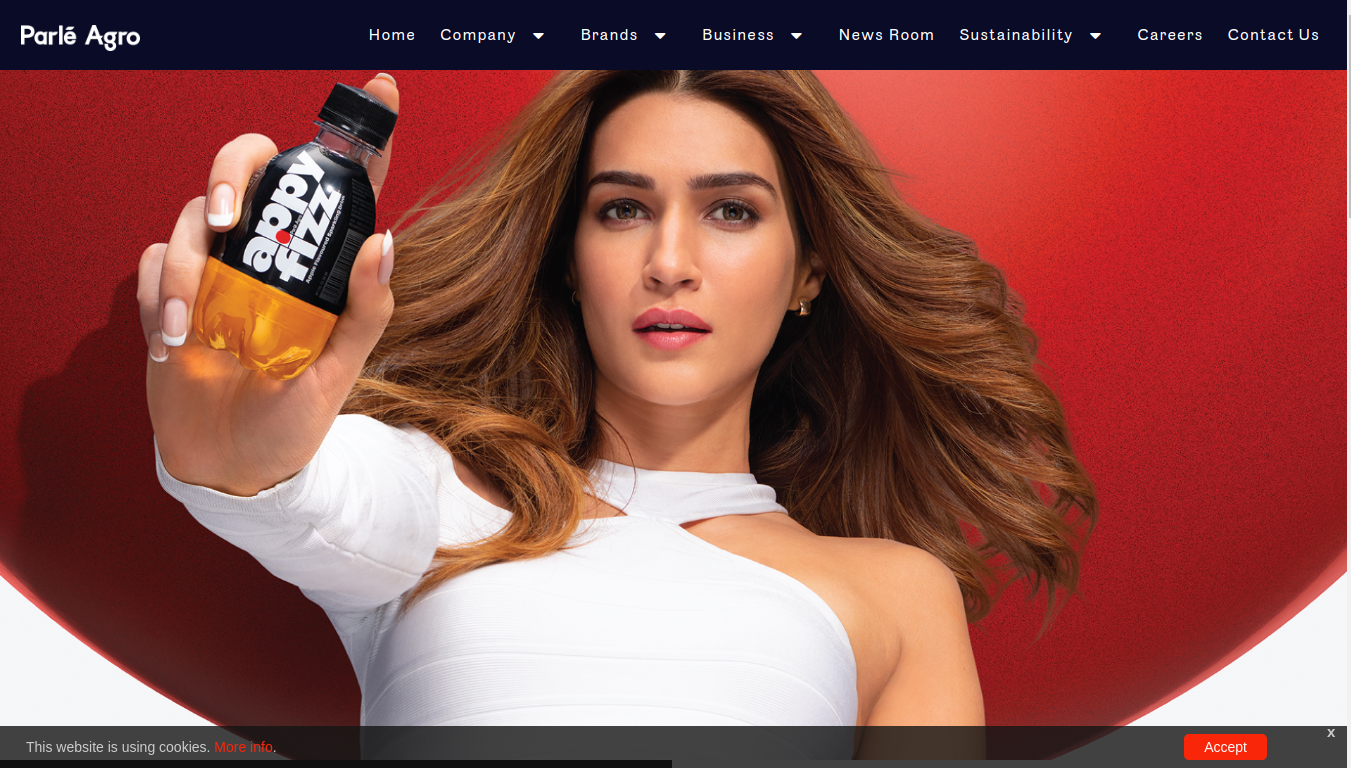 Parlé Agro
Home Company Brands Business News Room Sustainability Careers Contact Us
appy
fizz
Apple Flavoured Sparkling Drink
This website is using cookies. More info.
Accept
x